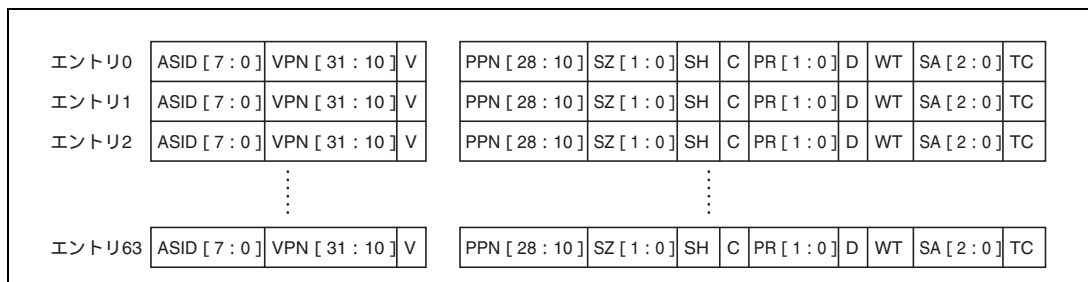 エントリ0 ASID [ 7 : 0 ] VPN [ 31 : 10 ] V PPN [ 28 : 10 ] SZ [ 1 : 0 ] SH C PR [ 1 : 0 ] D WT SA [ 2 : 0 ] TC
エントリ1 ASID [ 7 : 0 ] VPN [ 31 : 10 ] V PPN [ 28 : 10 ] SZ [ 1 : 0 ] SH C PR [ 1 : 0 ] D WT SA [ 2 : 0 ] TC
エントリ2 ASID [ 7 : 0 ] VPN [ 31 : 10 ] V PPN [ 28 : 10 ] SZ [ 1 : 0 ] SH C PR [ 1 : 0 ] D WT SA [ 2 : 0 ] TC
エントリ63 ASID [ 7 : 0 ] VPN [ 31 : 10 ] V PPN [ 28 : 10 ] SZ [ 1 : 0 ] SH C PR [ 1 : 0 ] D WT SA [ 2 : 0 ] TC